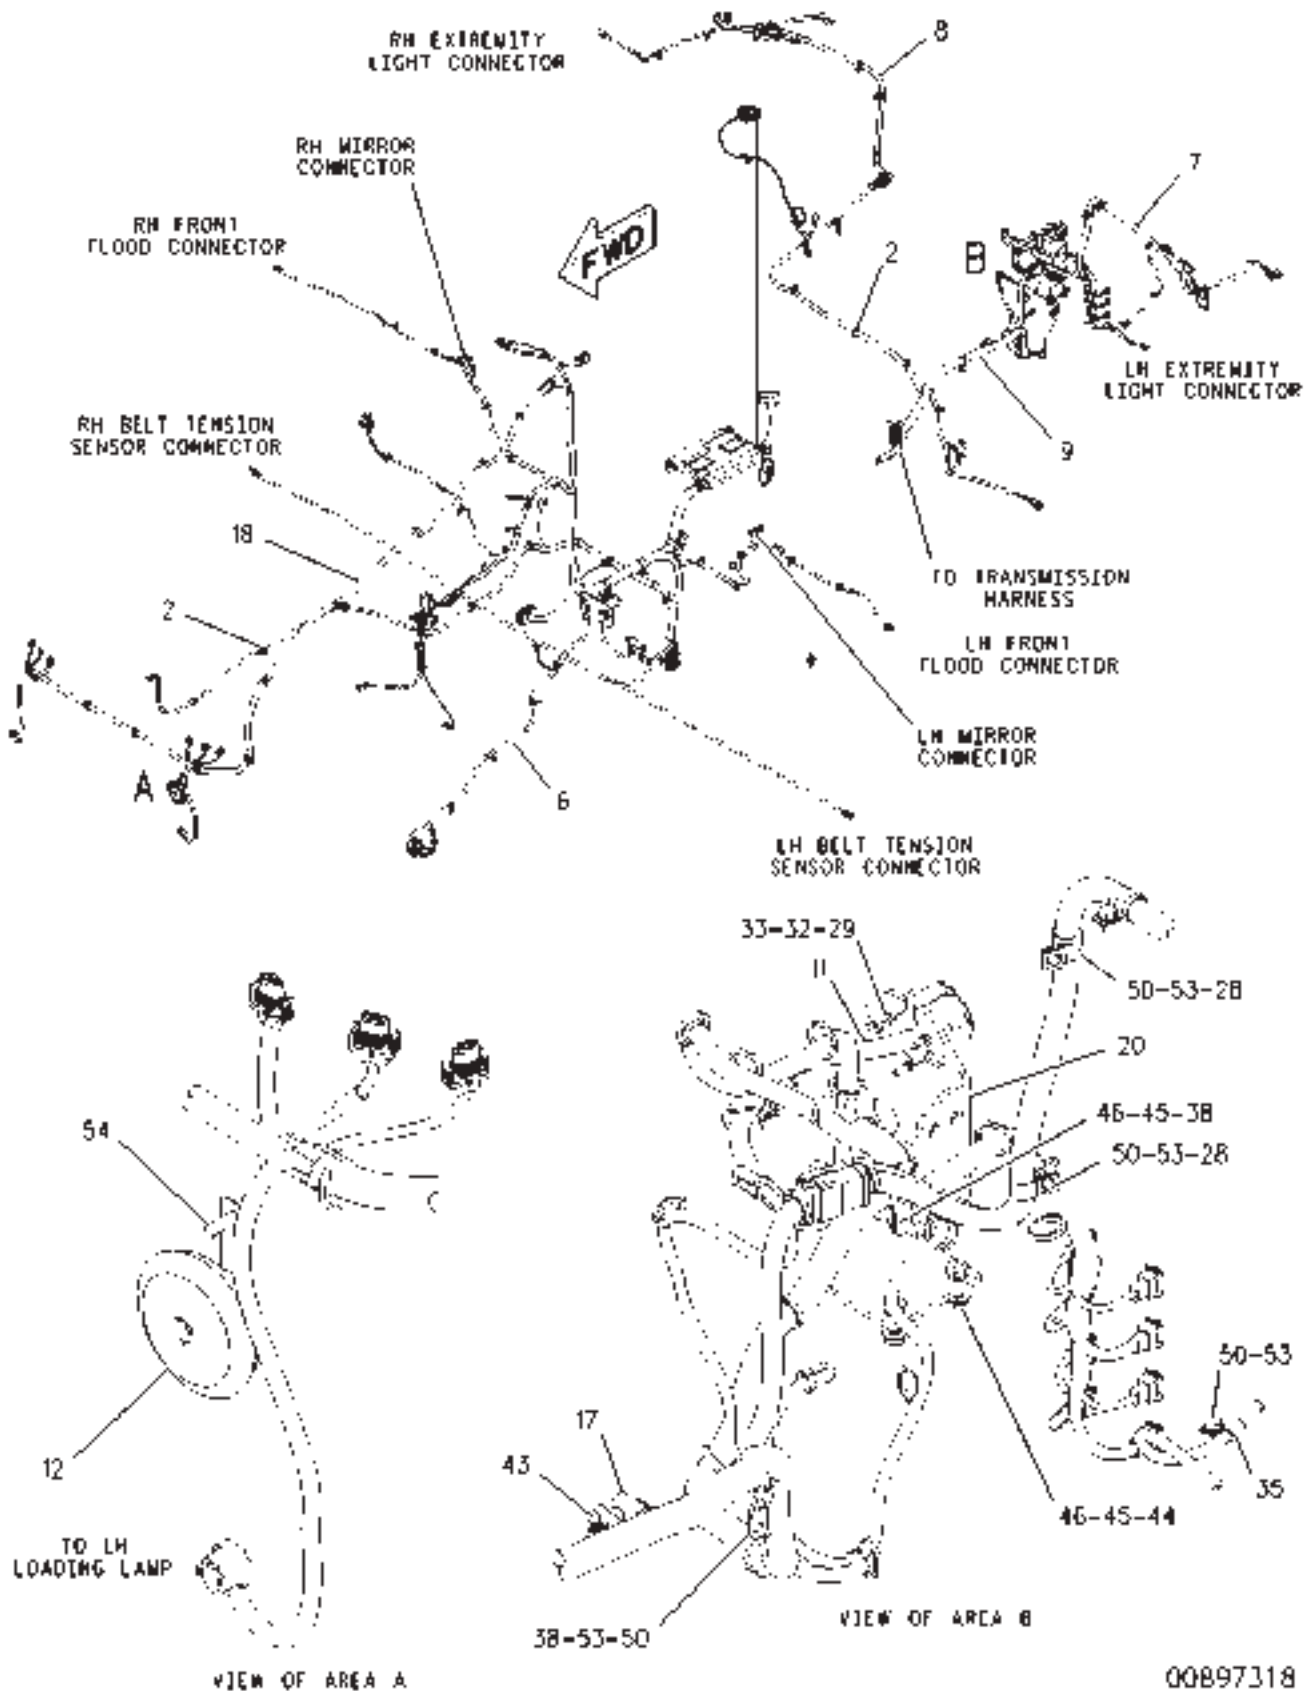 RH EXTREMITY
LIGHT CONNECTOR
8
RH MIRROR
CONNECTOR
7
RH FRONT
FLOOD CONNECTOR
FWD
2
B
LH EXTREMITY
LIGHT CONNECTOR
RH BELT TENSION
SENSOR CONNECTOR
9
18
TO TRANSMISSION
HARNESS
2
LH FRONT
FLOOD CONNECTOR
LH MIRROR
CONNECTOR
A
6
LH BELT TENSION
SENSOR CONNECTOR
33-32-29
11
50-53-28
20
46-45-38
50-53-28
54
50-53
17
43
12
35
46-45-44
TO LH
LOADING LAMP
38-53-50
VIEW OF AREA B
VIEW OF AREA A
00897318